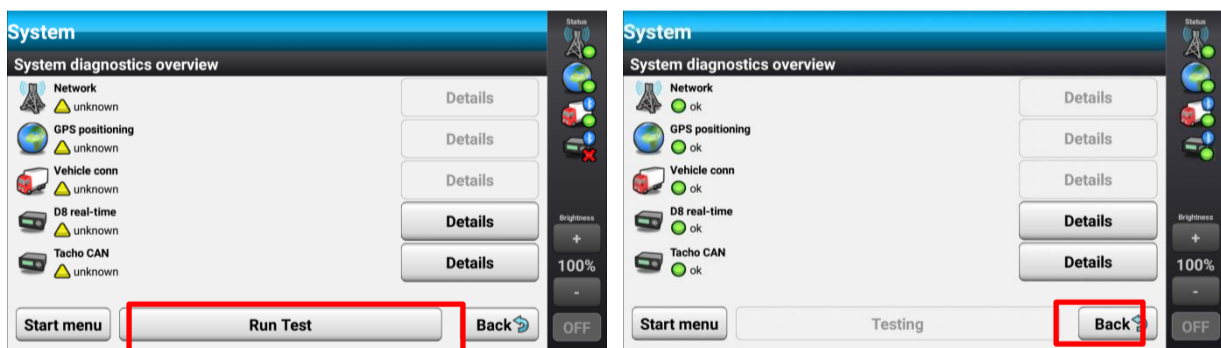 System
Status
System diagnostics overview
Network
unknown
Details
GPS positioning
unknown
Details
Vehicle conn
unknown
Details
D8 real-time
unknown
Details
Brightness
+
Tacho CAN
unknown
Details
100%
-
Start menu
Run Test
Back
OFF
System
Status
System diagnostics overview
Network
ok
Details
GPS positioning
ok
Details
Vehicle conn
ok
Details
D8 real-time
ok
Details
Brightness
+
Tacho CAN
ok
Details
100%
-
Start menu
Testing
Back
OFF